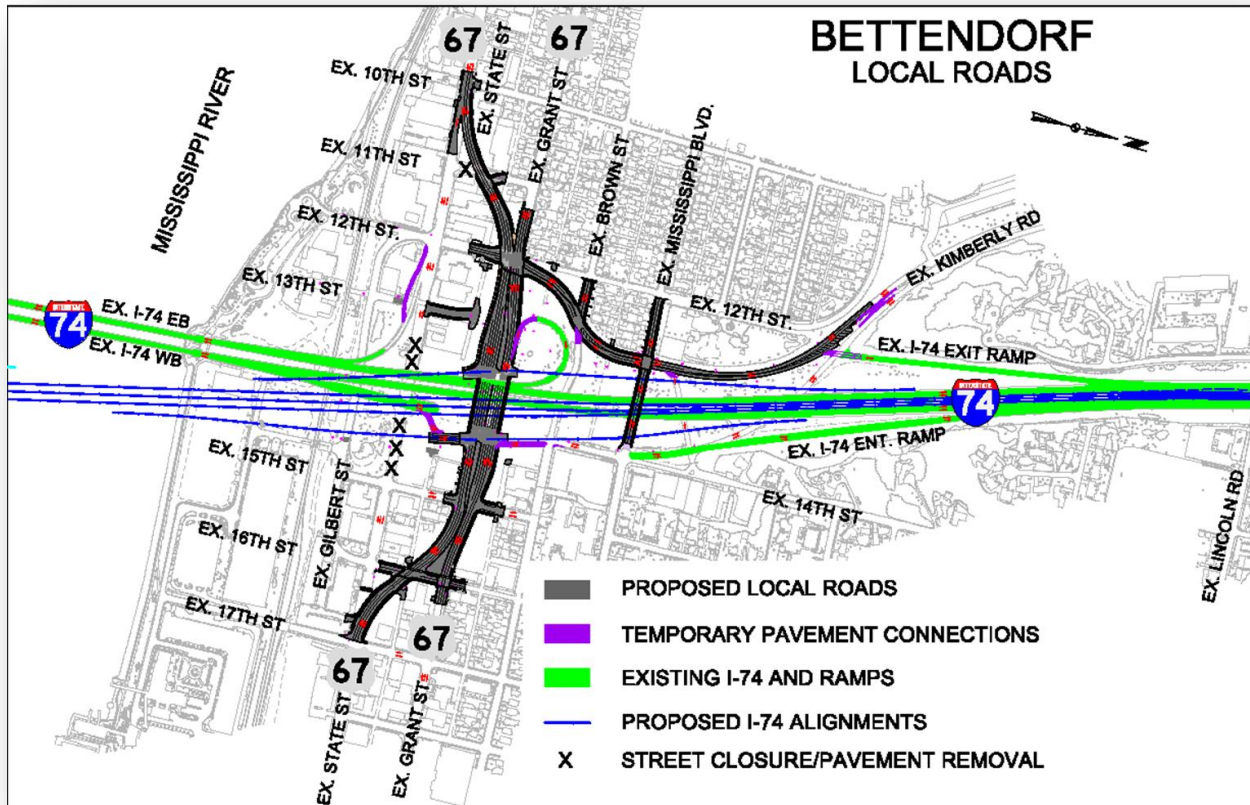 BETTENDORF
LOCAL ROADS
67
67
EX. 10TH ST
EX. STATE ST
EX. GRANT ST
MISSISSIPPI RIVER
EX. 11TH ST
X
EX. BROWN ST
EX. MISSISSIPPI BLVD.
N
EX. 12TH ST.
EX. KIMBERLY RD
EX. 13TH ST
EX. 12TH ST.
INTERSTATE
74
EX. I-74 EB
EX. I-74 WB
X
X
EX. I-74 EXIT RAMP
INTERSTATE
74
X
X
X
EX. I-74 ENT. RAMP
EX. 15TH ST
EX. GILBERT ST
EX. 14TH ST
EX. 16TH ST
EX. LINCOLN RD
EX. 17TH ST
67
67
EX. STATE ST
EX. GRANT ST
PROPOSED LOCAL ROADS
TEMPORARY PAVEMENT CONNECTIONS
EXISTING I-74 AND RAMPS
PROPOSED I-74 ALIGNMENTS
X STREET CLOSURE/PAVEMENT REMOVAL